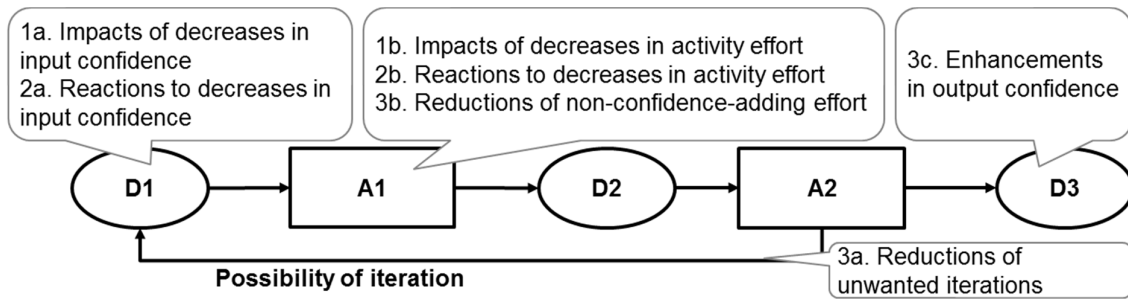 1a. Impacts of decreases in
input confidence
2a. Reactions to decreases in
input confidence
1b. Impacts of decreases in activity effort
2b. Reactions to decreases in activity effort
3b. Reductions of non-confidence-adding effort
3c. Enhancements
in output confidence
D1
A1
D2
A2
D3
Possibility of iteration
3a. Reductions of
unwanted iterations